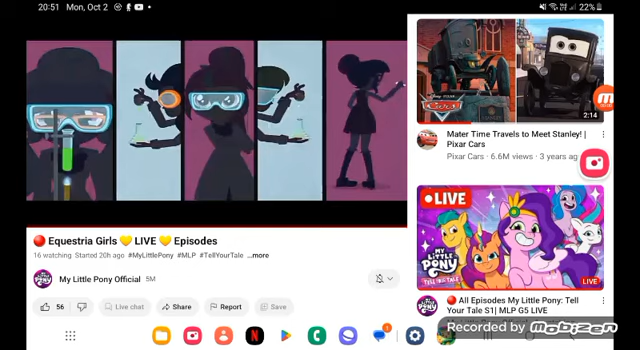 20:51 Mon, Oct 2
22%
Disney PIXAR
Cars
2:14
Mater Time Travels to Meet Stanley! |
Pixar Cars
Pixar Cars · 6.6M views · 3 years ag
🔴 Equestria Girls 💛 LIVE 💛 Episodes
16 watching Started 20h ago #MyLittlePony #MLP #TellYourTale ...more
My Little Pony Official 5M
56
Live chat
Share
Report
Save
LIVE
my LITTLE PONY
TELL YOUR TALE
LIVE
🔴 All Episodes My Little Pony: Tell
Your Tale S1| MLP G5 LIVE
Recorded by Mobizen